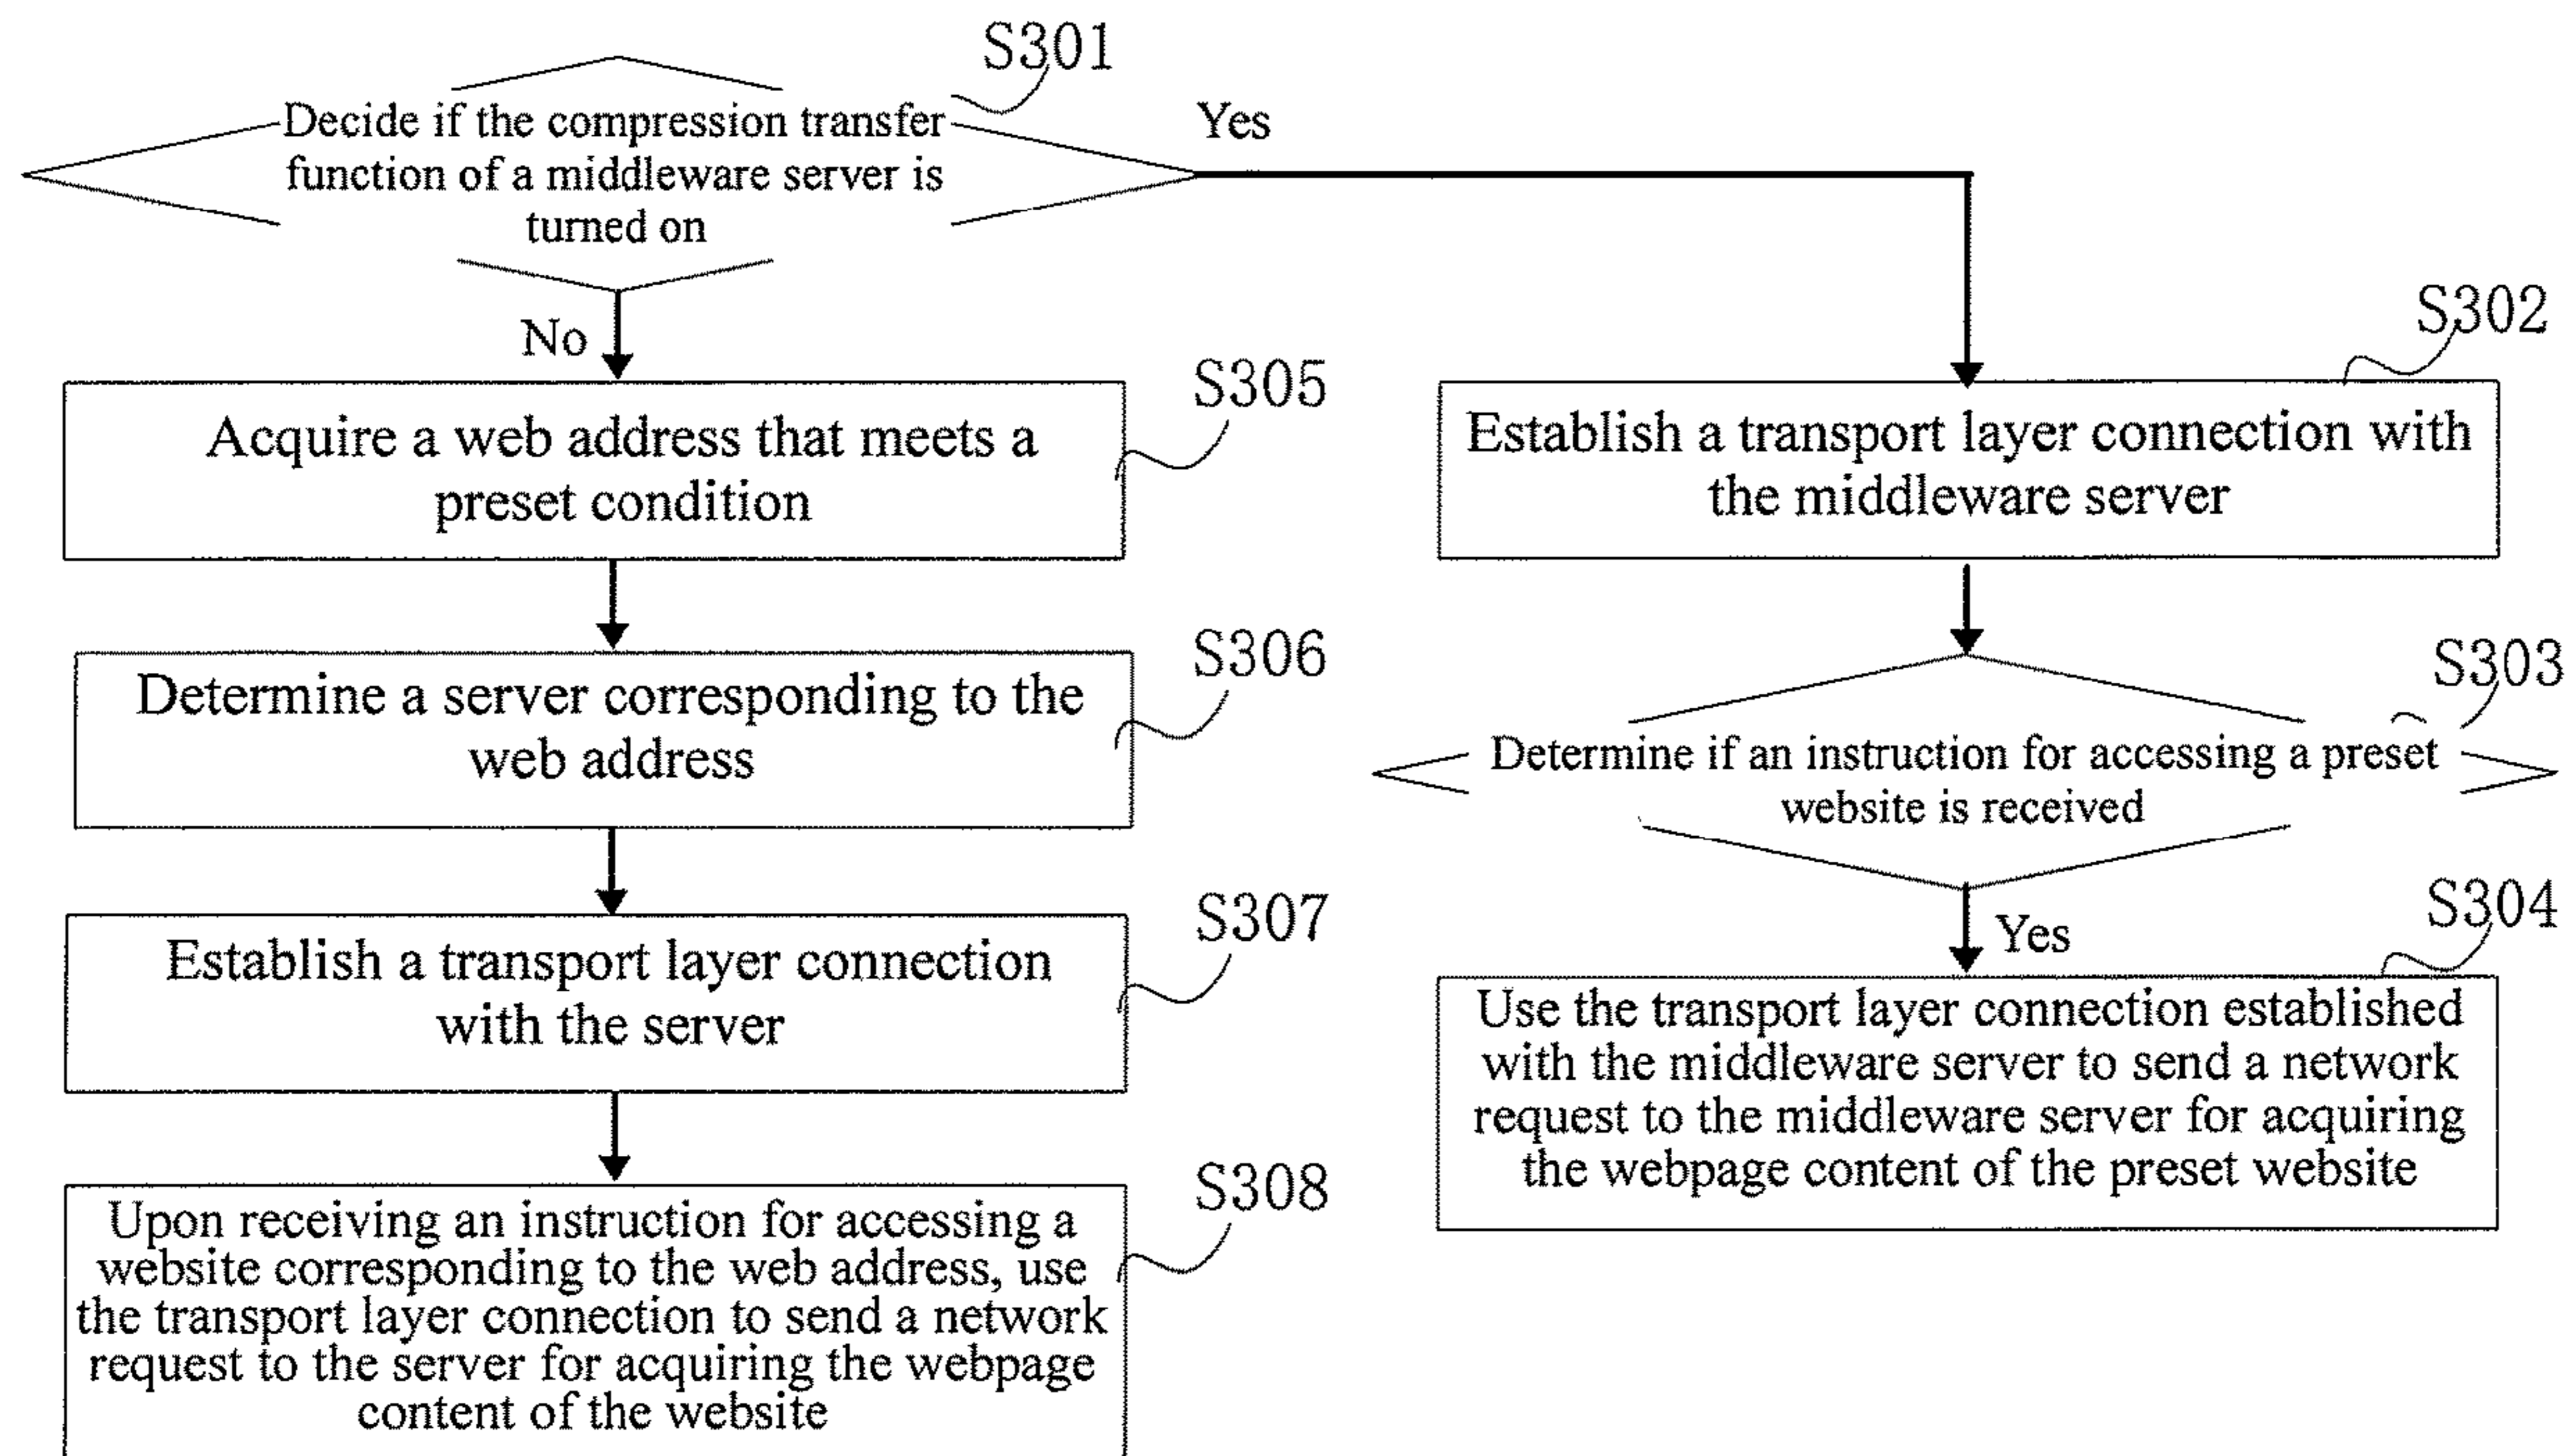 S301
Decide if the compression transfer
function of a middleware server is
turned on
Yes
No
S305
Acquire a web address that meets a
preset condition
S306
Determine a server corresponding to the
web address
S307
Establish a transport layer connection
with the server
S308
Upon receiving an instruction for accessing a
website corresponding to the web address, use
the transport layer connection to send a network
request to the server for acquiring the webpage
content of the website
S302
Establish a transport layer connection with
the middleware server
S303
Determine if an instruction for accessing a preset
website is received
Yes
S304
Use the transport layer connection established
with the middleware server to send a network
request to the middleware server for acquiring
the webpage content of the preset website